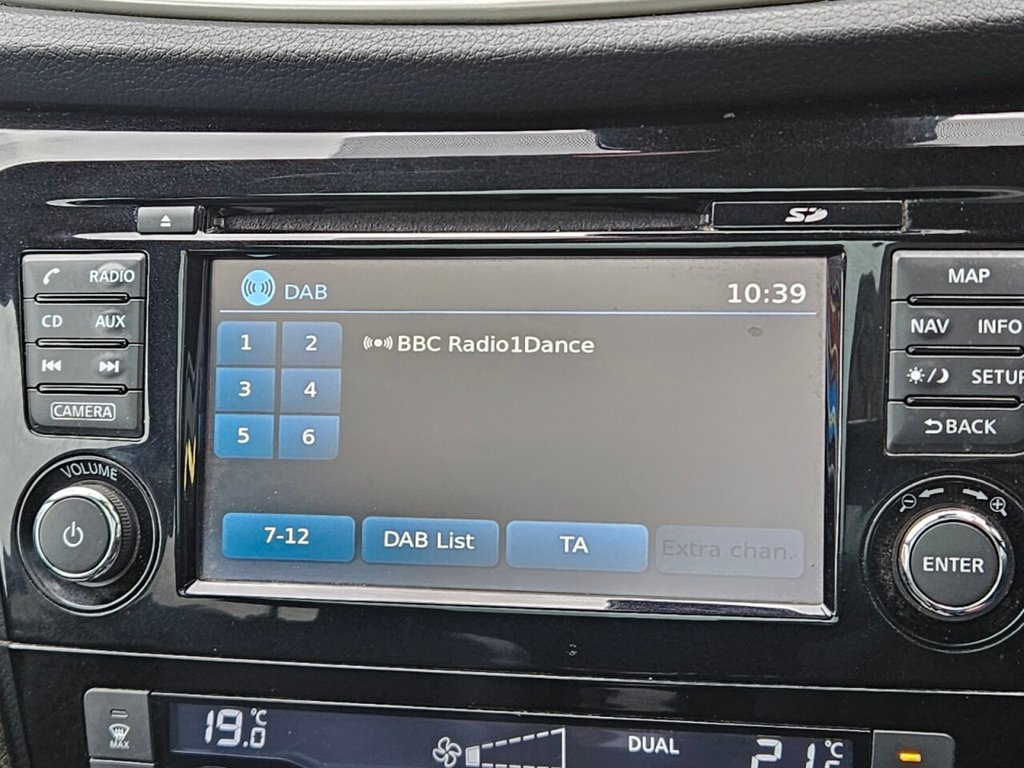 SD
RADIO
CD AUX
CAMERA
VOLUME
DAB
10:39
1 2
3 4
5 6
BBC Radio1Dance
7-12
DAB List
TA
Extra chan.
MAP
NAV INFO
SETUP
BACK
ENTER
MAX
19.0°C
DUAL